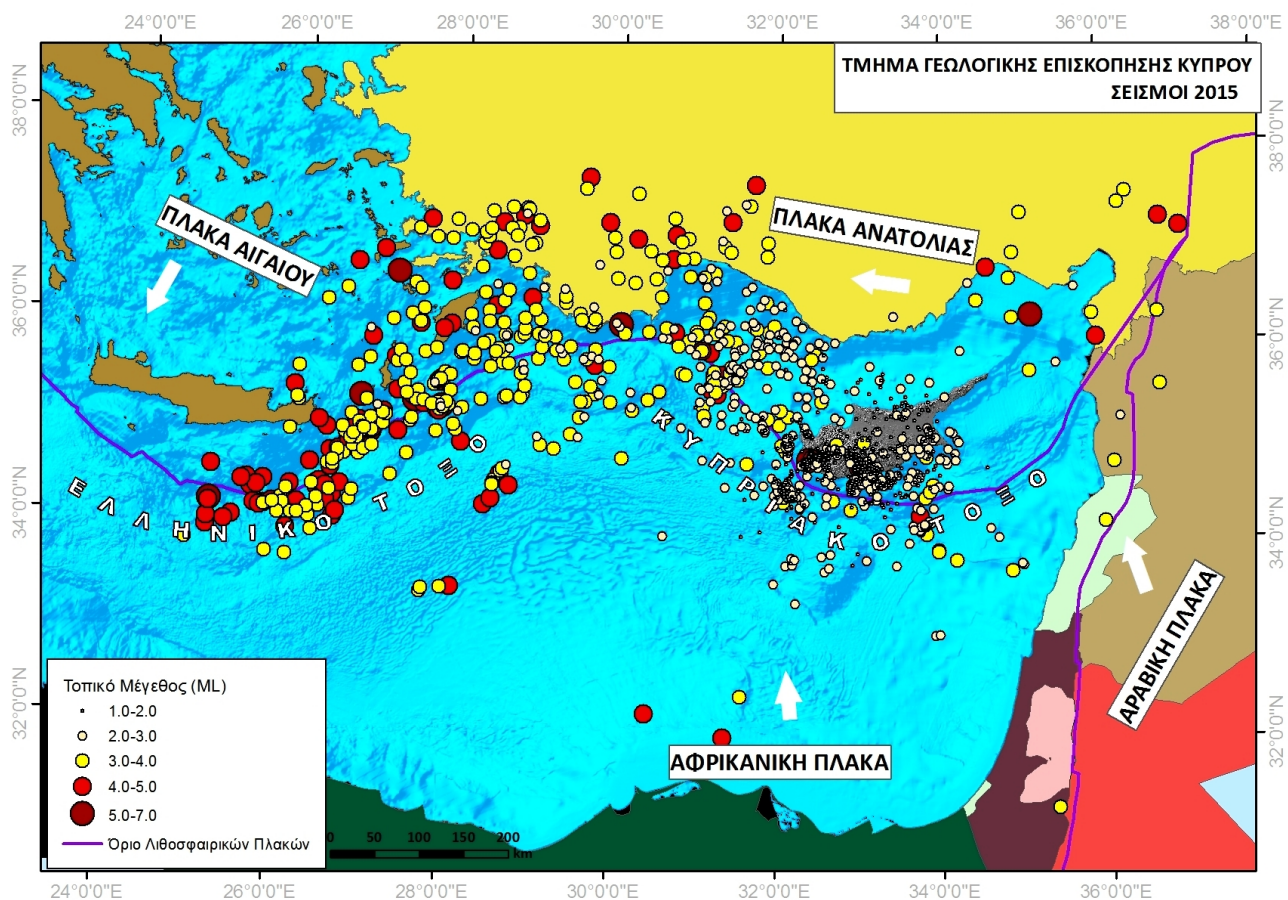 24°0'0"E 26°0'0"E 28°0'0"E 30°0'0"E 32°0'0"E 34°0'0"E 36°0'0"E 38°0'0"E
ΤΜΗΜΑ ΓΕΩΛΟΓΙΚΗΣ ΕΠΙΣΚΟΠΗΣΗΣ ΚΥΠΡΟΥ
ΣΕΙΣΜΟΙ 2015
38°0'0"N
38°0'0"N
ΠΛΑΚΑ ΑΙΓΑΙΟΥ
ΠΛΑΚΑ ΑΝΑΤΟΛΙΑΣ
36°0'0"N
36°0'0"N
ΕΛΛΗΝΙΚΟ ΤΟΞΟ
ΚΥΠΡΙΑΚΟ ΤΟΞΟ
34°0'0"N
34°0'0"N
ΑΡΑΒΙΚΗ ΠΛΑΚΑ
ΑΦΡΙΚΑΝΙΚΗ ΠΛΑΚΑ
32°0'0"N
32°0'0"N
Τοπικό Μέγεθος (ML)
1.0-2.0
2.0-3.0
3.0-4.0
4.0-5.0
5.0-7.0
Όριο Λιθοσφαιρικών Πλακών
0 50 100 150 200
km
24°0'0"E 26°0'0"E 28°0'0"E 30°0'0"E 32°0'0"E 34°0'0"E 36°0'0"E